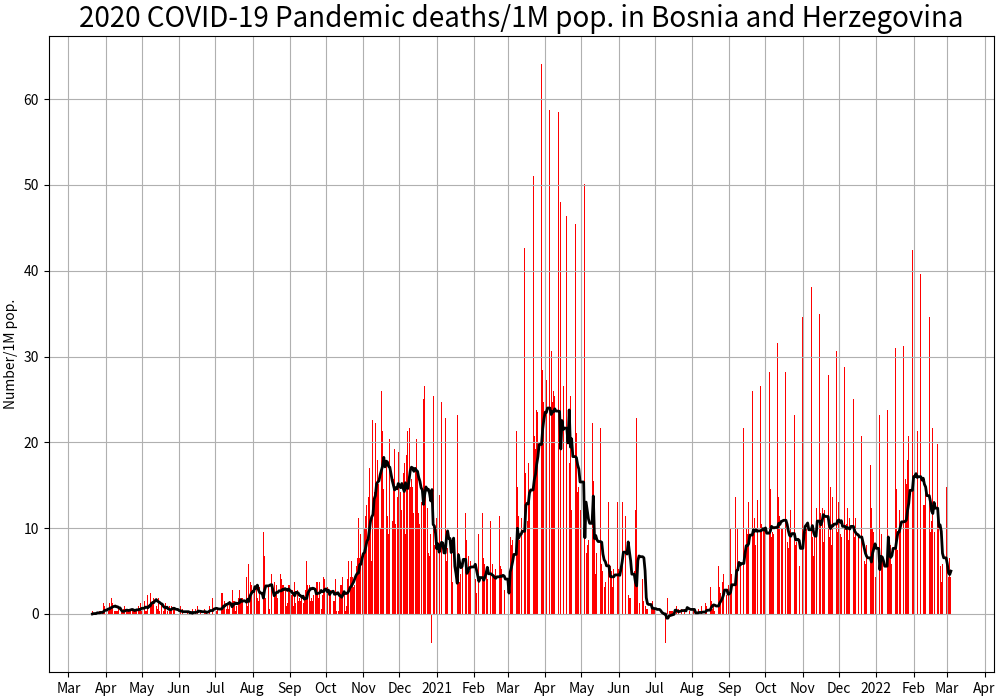 2020 COVID-19 Pandemic deaths/1M pop. in Bosnia and Herzegovina
Number/1M pop.
60
50
40
30
20
10
0
Mar Apr May Jun Jul Aug Sep Oct Nov Dec 2021 Feb Mar Apr May Jun Jul Aug Sep Oct Nov Dec 2022 Feb Mar Apr